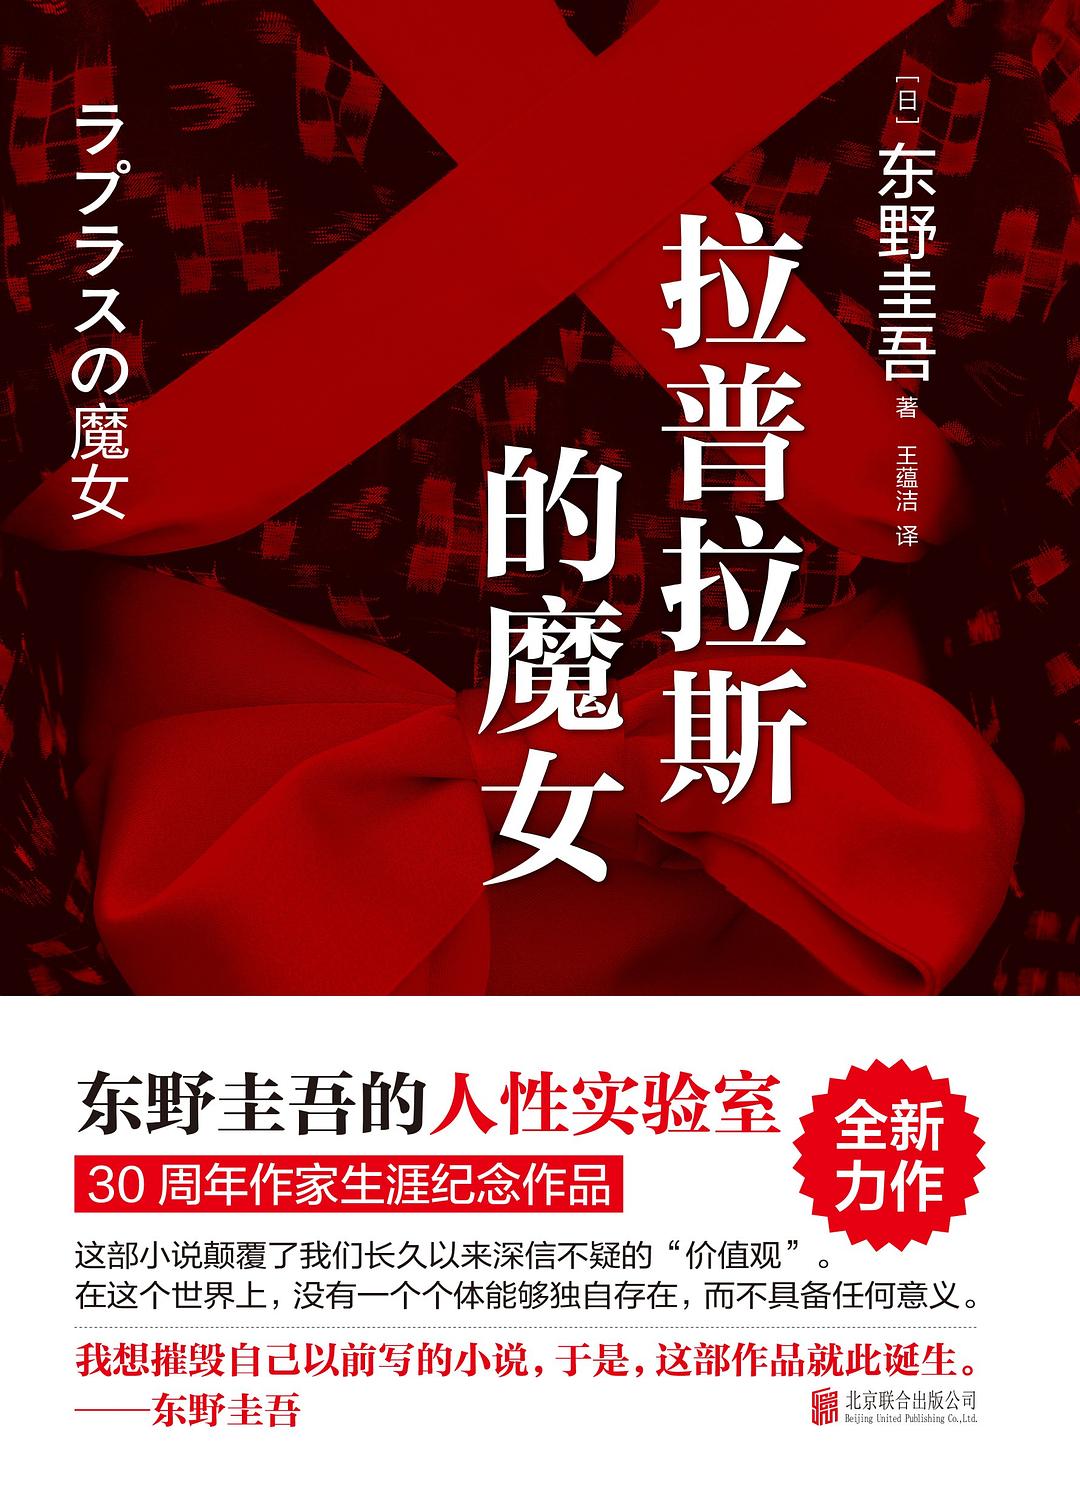 [日]东野圭吾 著 王蕴洁 译
拉普拉斯
的魔女
ラプラスの魔女
东野圭吾的人性实验室
30 周年作家生涯纪念作品
全新
力作
这部小说颠覆了我们长久以来深信不疑的“价值观”。
在这个世界上，没有一个个体能够独自存在，而不具备任何意义。
我想摧毁自己以前写的小说，于是，这部作品就此诞生。
——东野圭吾
北京联合出版公司
Beijing United Publishing Co.,Ltd.